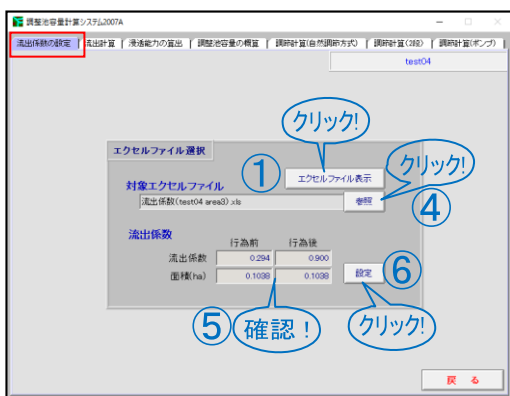 調整池容量計算システム2007A
流出係数の設定 流出計算 浸透能力の算出 調整池容量の概算 調節計算(自然調節方式) 調節計算(2段) 調節計算(ポンプ)
test04
クリック!
エクセルファイル選択
① エクセルファイル表示
クリック!
対象エクセルファイル
流出係数(test04 area3).xls 参照
④
流出係数
行為前 行為後
流出係数 0.294 0.900
面積(ha) 0.1038 0.1038 設定 ⑥
⑤ 確認! クリック!
戻 る